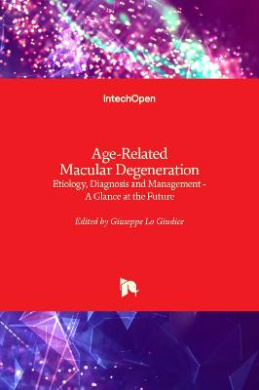 IntechOpen
Age-Related
Macular Degeneration
Etiology, Diagnosis and Management -
A Glance at the Future
Edited by Giuseppe Lo Giudice